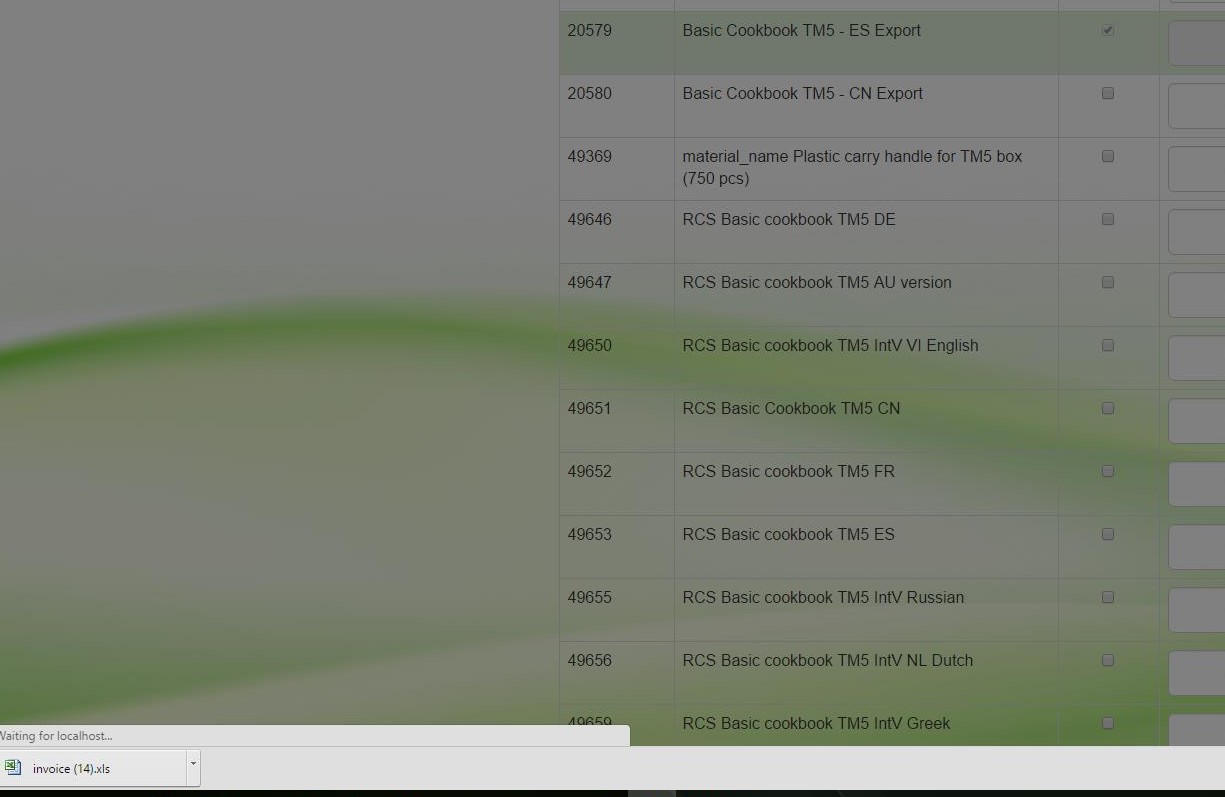 20579 Basic Cookbook TM5 - ES Export
20580 Basic Cookbook TM5 - CN Export
49369 material_name Plastic carry handle for TM5 box
(750 pcs)
49646 RCS Basic cookbook TM5 DE
49647 RCS Basic cookbook TM5 AU version
49650 RCS Basic cookbook TM5 IntV VI English
49651 RCS Basic Cookbook TM5 CN
49652 RCS Basic cookbook TM5 FR
49653 RCS Basic cookbook TM5 ES
49655 RCS Basic cookbook TM5 IntV Russian
49656 RCS Basic cookbook TM5 IntV NL Dutch
49659 RCS Basic cookbook TM5 IntV Greek
Waiting for localhost...
invoice (14).xls